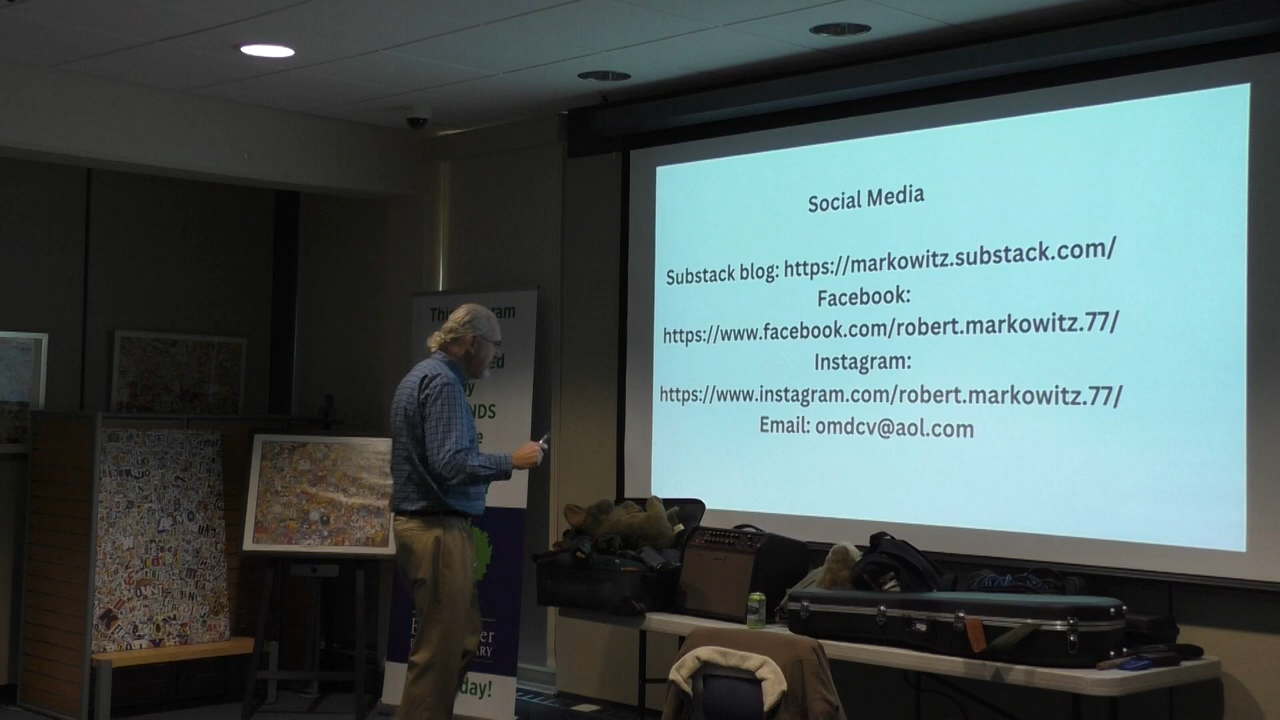 Social Media
Substack blog: https://markowitz.substack.com/
Facebook:
https://www.facebook.com/robert.markowitz.77/
Instagram:
https://www.instagram.com/robert.markowitz.77/
Email: omdcv@aol.com
day!